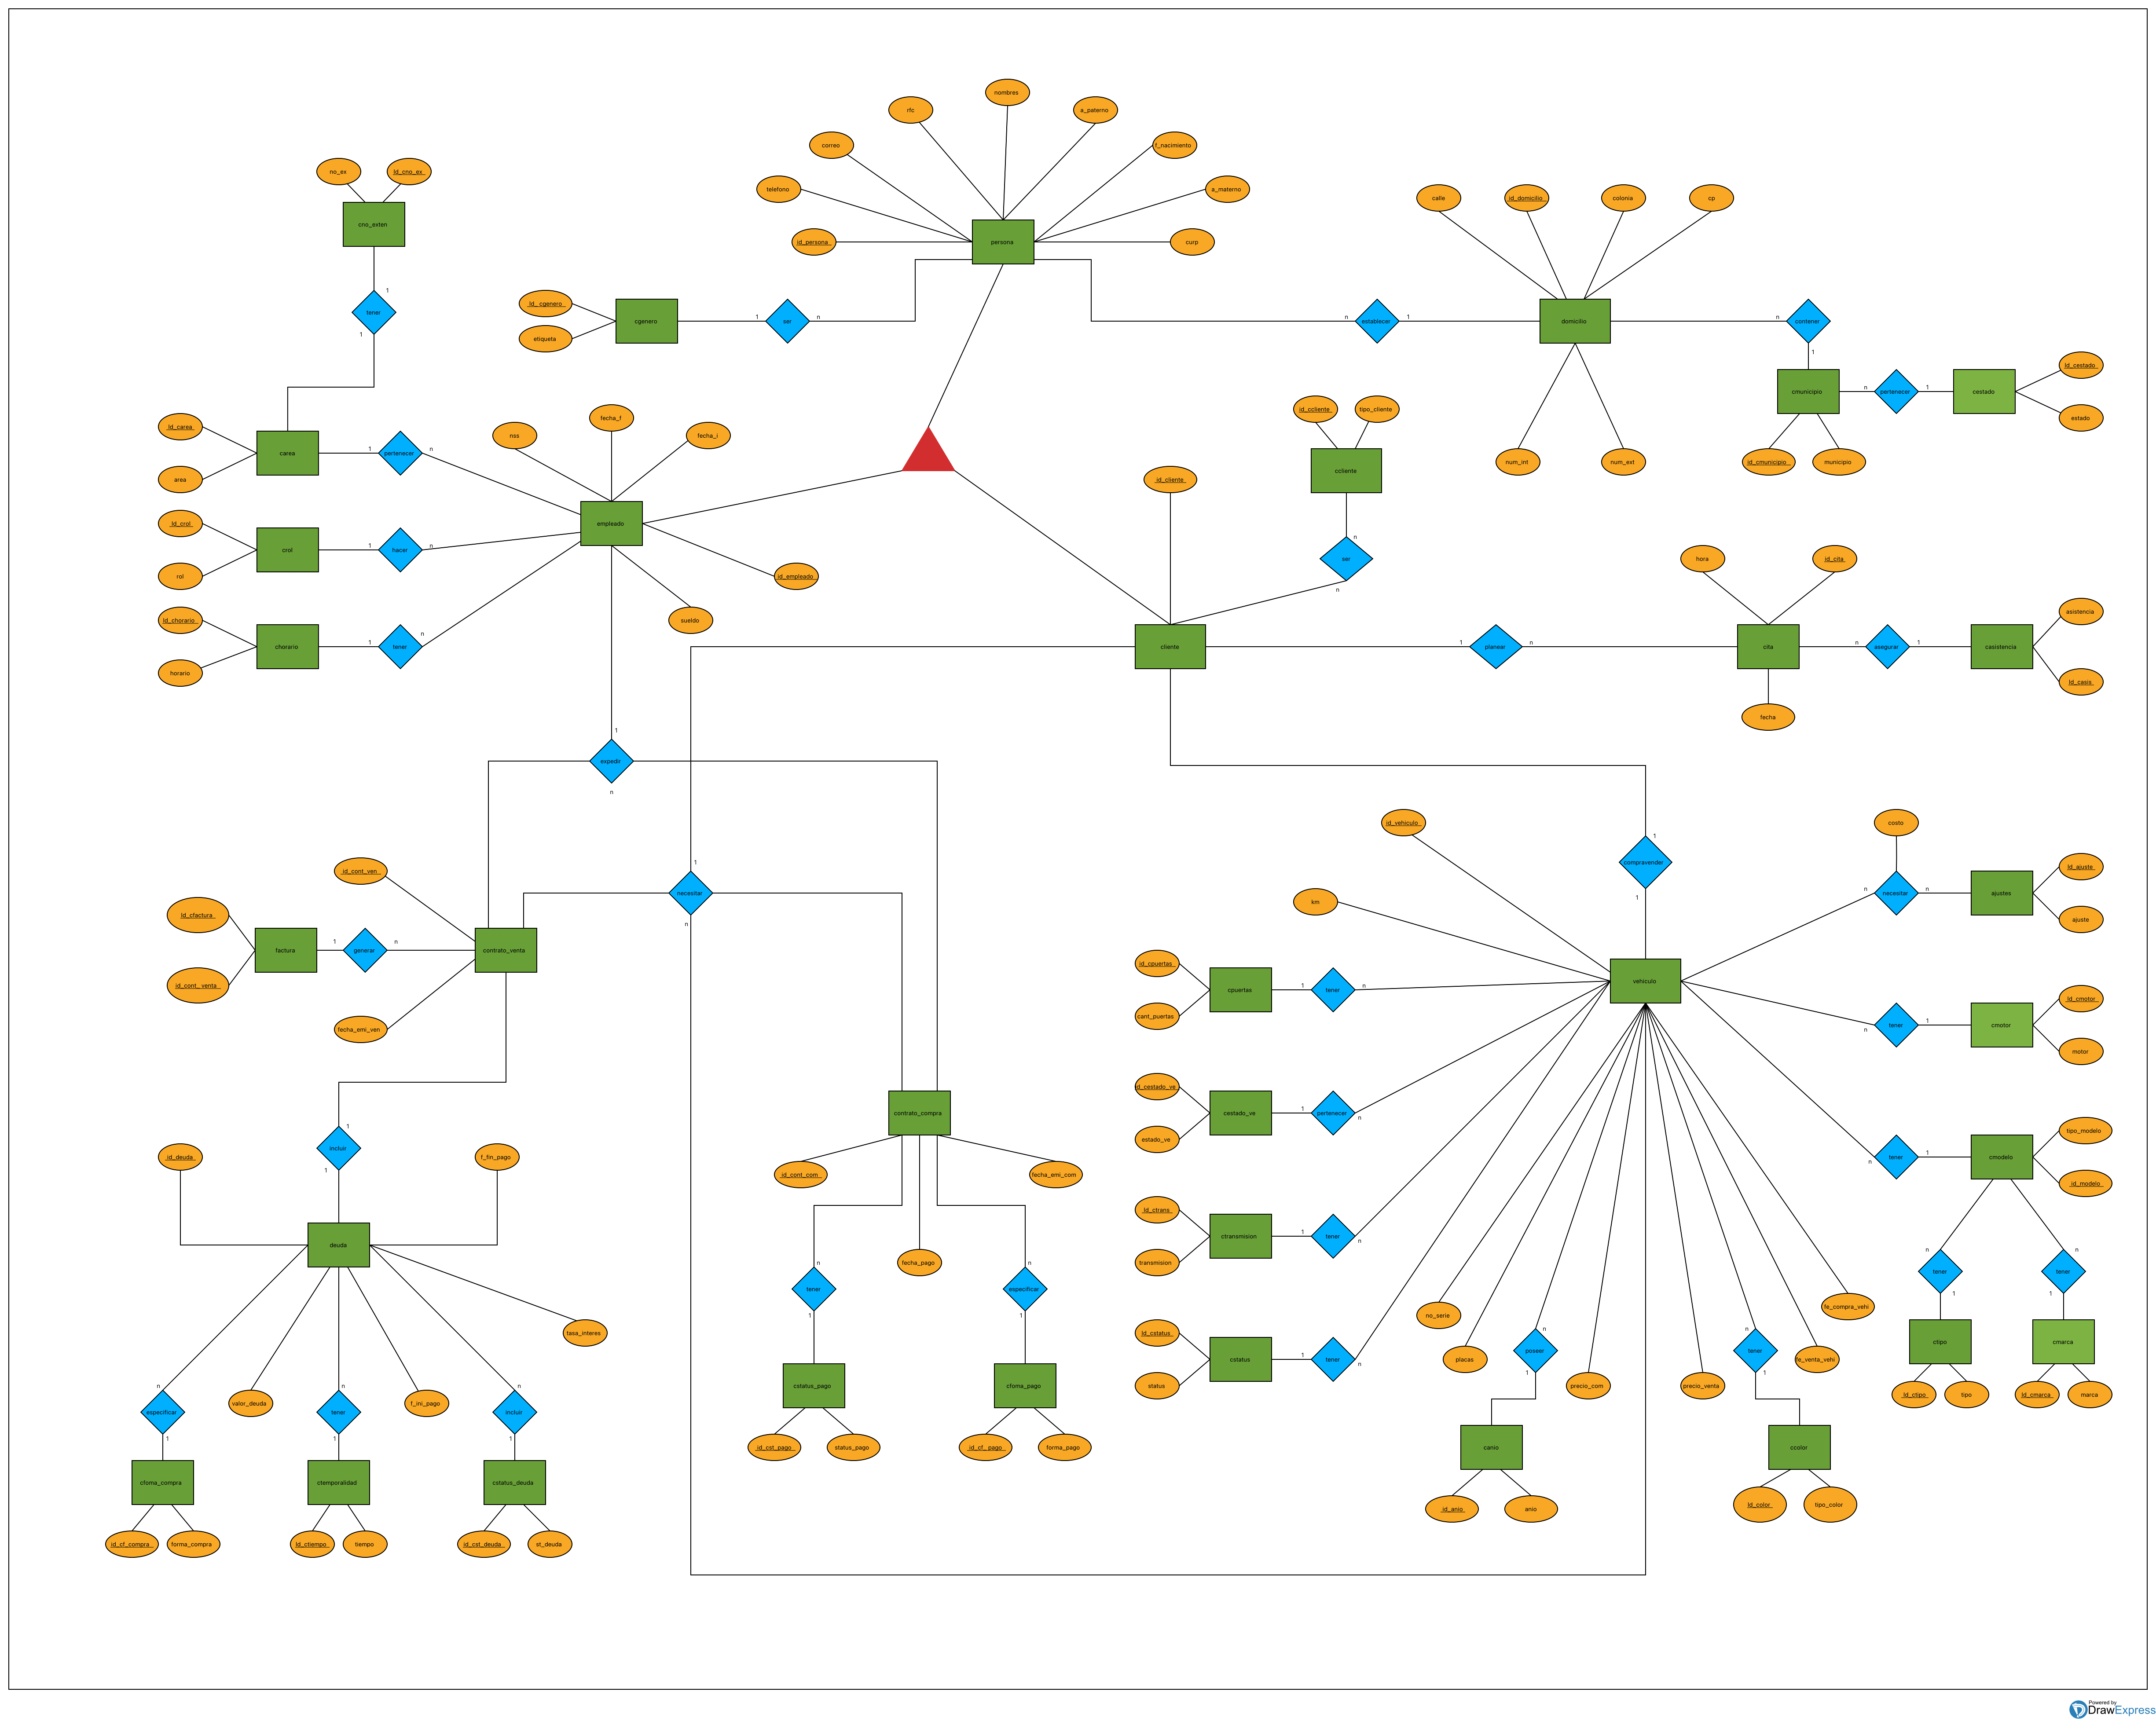 nombres
rfc
a_paterno
correo
f_nacimiento
no_ex
Id_cno_ex
telefono
a_materno
calle
id_domicilio
colonia
cp
cno_exten
id_persona
persona
curp
1
tener
1
Id_ cgenero
etiqueta
cgenero
1
ser
n
n
establecer
1
domicilio
n
contener
1
Id_cestado
cmunicipio
n
pertenecer
1
cestado
estado
id_ccliente
tipo_cliente
fecha_f
Id_carea
nss
fecha_i
carea
1
pertenecer
n
area
num_int
num_ext
id_cmunicipio
municipio
ccliente
id_cliente
Id_crol
empleado
crol
1
hacer
n
rol
n
ser
n
hora
id_cita
id_empleado
Id_chorario
sueldo
asistencia
chorario
1
tener
n
horario
cliente
1
planear
n
cita
n
asegurar
1
casistencia
Id_casis
fecha
1
expedir
n
id_vehiculo
costo
1
compravender
1
id_cont_ven
1
necesitar
n
n
necesitar
n
ajustes
Id_ajuste
ajuste
km
Id_cfactura
factura
1
generar
n
contrato_venta
id_cont_ venta
id_cpuertas
cpuertas
1
tener
n
cant_puertas
vehiculo
Id_cmotor
n
tener
1
cmotor
motor
fecha_emi_ven
id_cestado_ve
cestado_ve
1
pertenecer
n
estado_ve
contrato_compra
1
incluir
1
id_deuda
f_fin_pago
tipo_modelo
n
tener
1
cmodelo
id_modelo
id_cont_com
fecha_emi_com
Id_ctrans
ctransmision
1
tener
n
transmision
deuda
n
tener
1
fecha_pago
n
especificar
1
n
tener
1
n
tener
1
no_serie
fe_compra_vehi
tasa_interes
Id_cstatus
cstatus
1
tener
n
status
placas
n
poseer
1
precio_com
precio_venta
n
tener
1
fe_venta_vehi
ctipo
cmarca
Id_ctipo
tipo
Id_cmarca
marca
cstatus_pago
cfoma_pago
n
especificar
1
valor_deuda
n
tener
1
f_ini_pago
n
incluir
1
id_cst_pago
status_pago
id_cf_ pago
forma_pago
canio
ccolor
cfoma_compra
ctemporalidad
cstatus_deuda
id_anio
anio
Id_color
tipo_color
id_cf_compra
forma_compra
Id_ctiempo
tiempo
id_cst_deuda
st_deuda
Powered by
DrawExpress